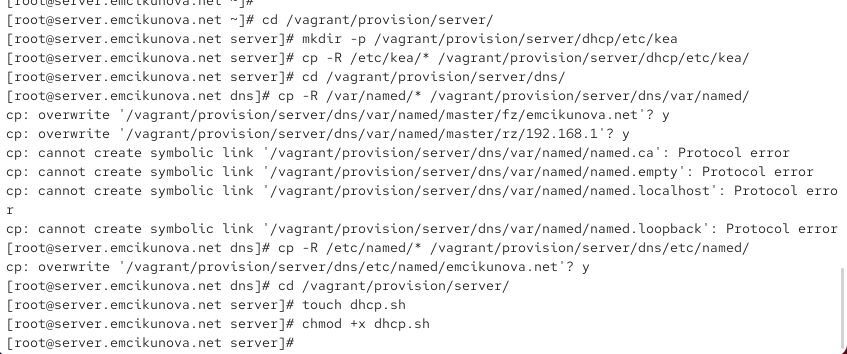 [root@server.emcikunova.net ~]#
[root@server.emcikunova.net ~]# cd /vagrant/provision/server/
[root@server.emcikunova.net server]# mkdir -p /vagrant/provision/server/dhcp/etc/kea
[root@server.emcikunova.net server]# cp -R /etc/kea/* /vagrant/provision/server/dhcp/etc/kea/
[root@server.emcikunova.net server]# cd /vagrant/provision/server/dns/
[root@server.emcikunova.net dns]# cp -R /var/named/* /vagrant/provision/server/dns/var/named/
cp: overwrite '/vagrant/provision/server/dns/var/named/master/fz/emcikunova.net'? y
cp: overwrite '/vagrant/provision/server/dns/var/named/master/rz/192.168.1'? y
cp: cannot create symbolic link '/vagrant/provision/server/dns/var/named/named.ca': Protocol error
cp: cannot create symbolic link '/vagrant/provision/server/dns/var/named/named.empty': Protocol error
cp: cannot create symbolic link '/vagrant/provision/server/dns/var/named/named.localhost': Protocol erro
r
cp: cannot create symbolic link '/vagrant/provision/server/dns/var/named/named.loopback': Protocol error
[root@server.emcikunova.net dns]# cp -R /etc/named/* /vagrant/provision/server/dns/etc/named/
cp: overwrite '/vagrant/provision/server/dns/etc/named/emcikunova.net'? y
[root@server.emcikunova.net dns]# cd /vagrant/provision/server/
[root@server.emcikunova.net server]# touch dhcp.sh
[root@server.emcikunova.net server]# chmod +x dhcp.sh
[root@server.emcikunova.net server]#